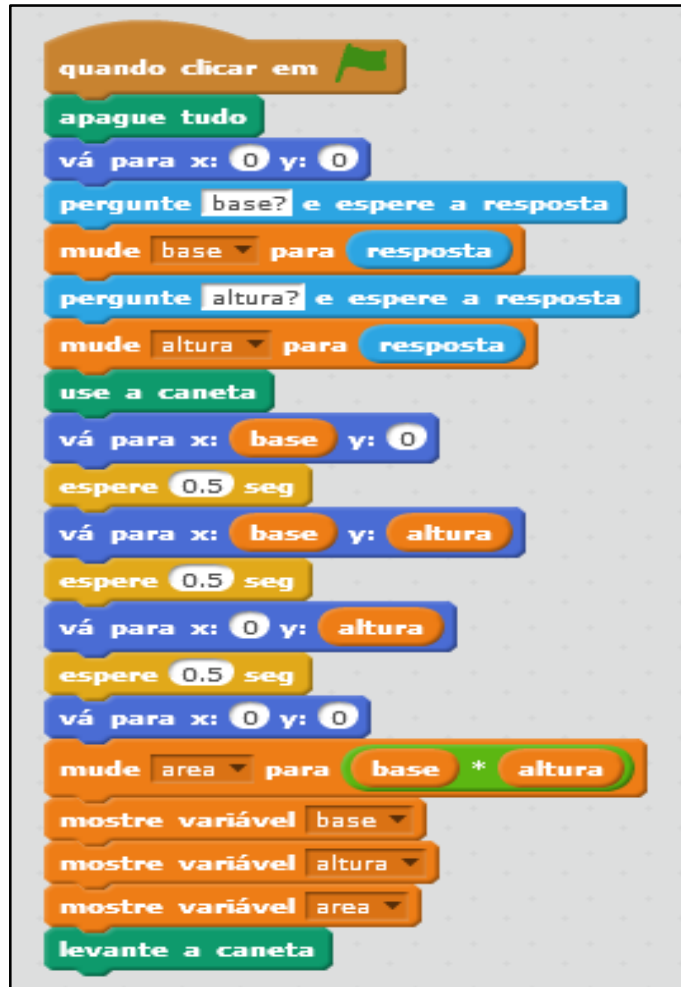 quando clicar em
apague tudo
vá para x: 0 y: 0
pergunte base? e espere a resposta
mude base para resposta
pergunte altura? e espere a resposta
mude altura para resposta
use a caneta
vá para x: base y: 0
espere 0.5 seg
vá para x: base y: altura
espere 0.5 seg
vá para x: 0 y: altura
espere 0.5 seg
vá para x: 0 y: 0
mude area para base * altura
mostre variável base
mostre variável altura
mostre variável area
levante a caneta